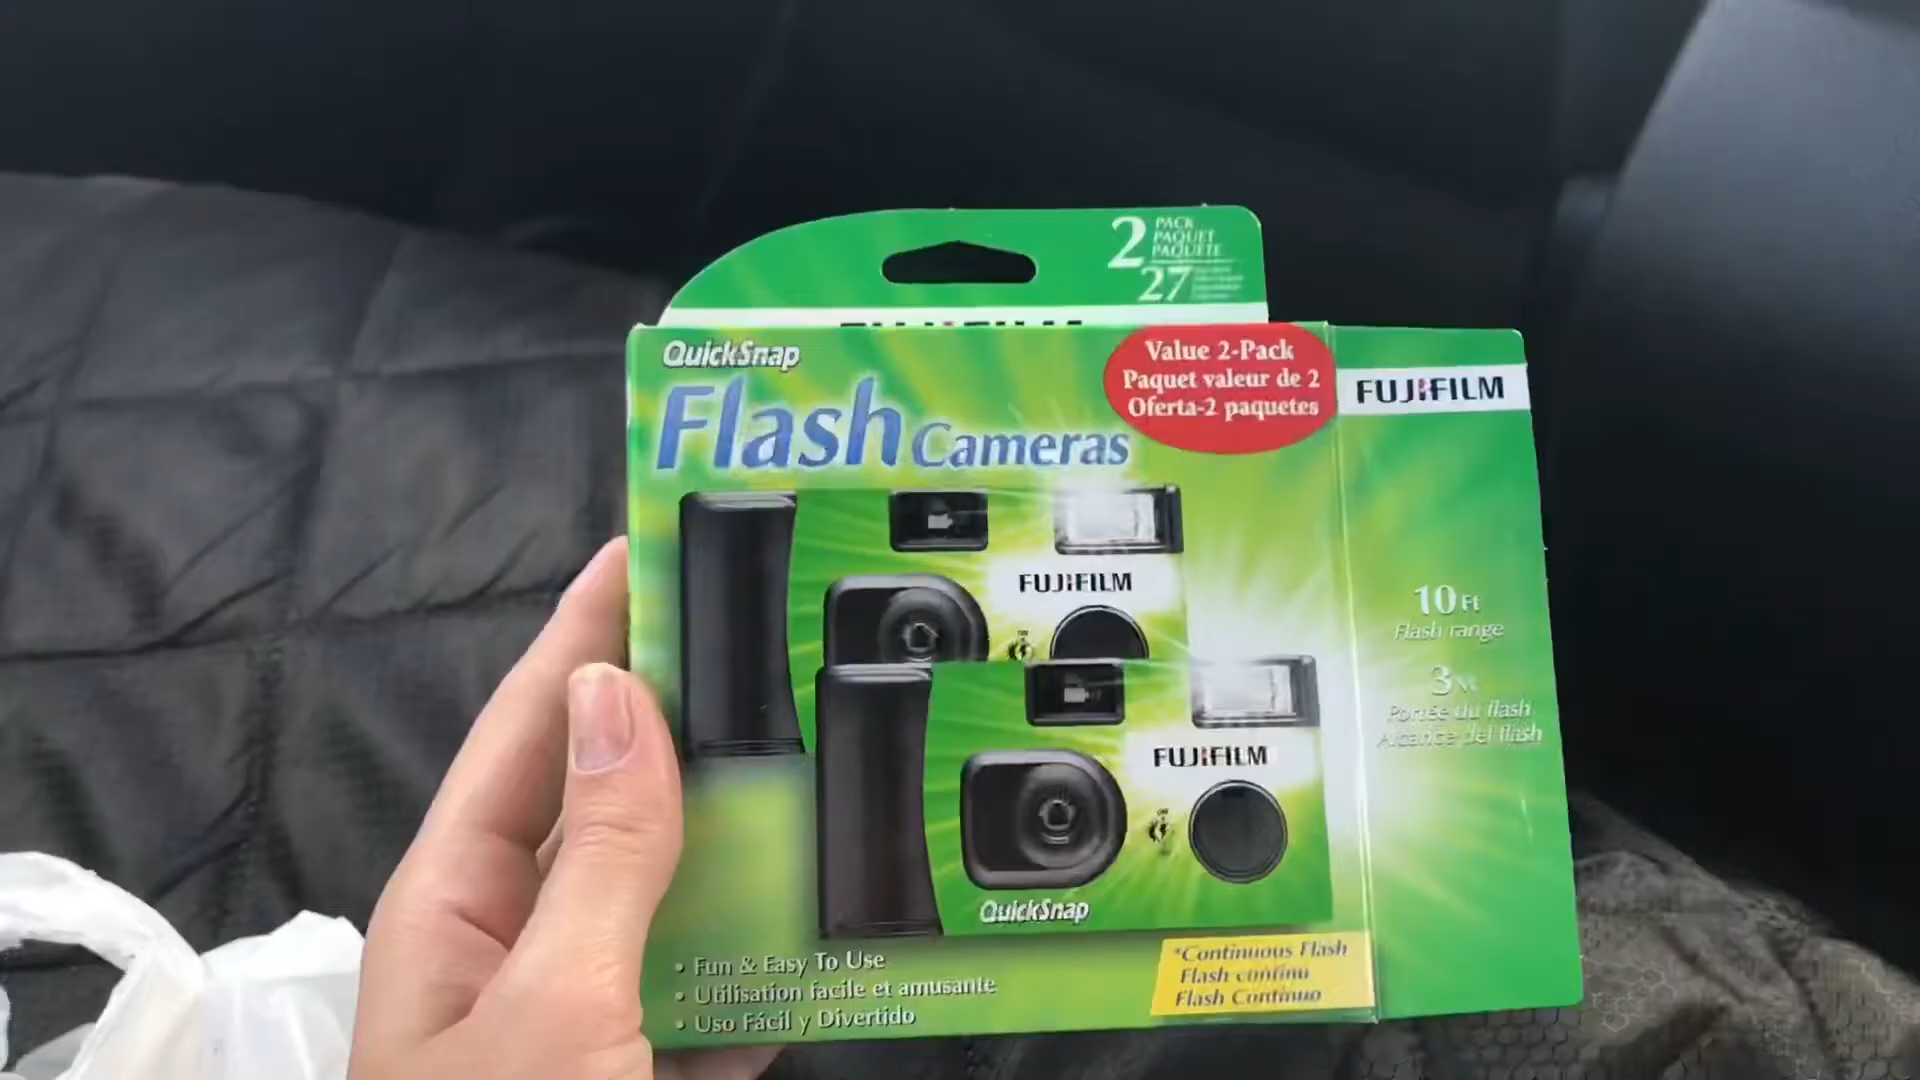 2
PACK
PAQUET
PAQUETE
27
QuickSnap
Flash Cameras
Value 2-Pack
Paquet valeur de 2
Oferta-2 paquetes
FUJIFILM
FUJIFILM
FUJIFILM
QuickSnap
10 Ft
Flash range
3 M
Portée du flash
Alcance del flash
• Fun & Easy To Use
• Utilisation facile et amusante
• Uso Fácil y Divertido
*Continuous Flash
Flash continu
Flash Continuo